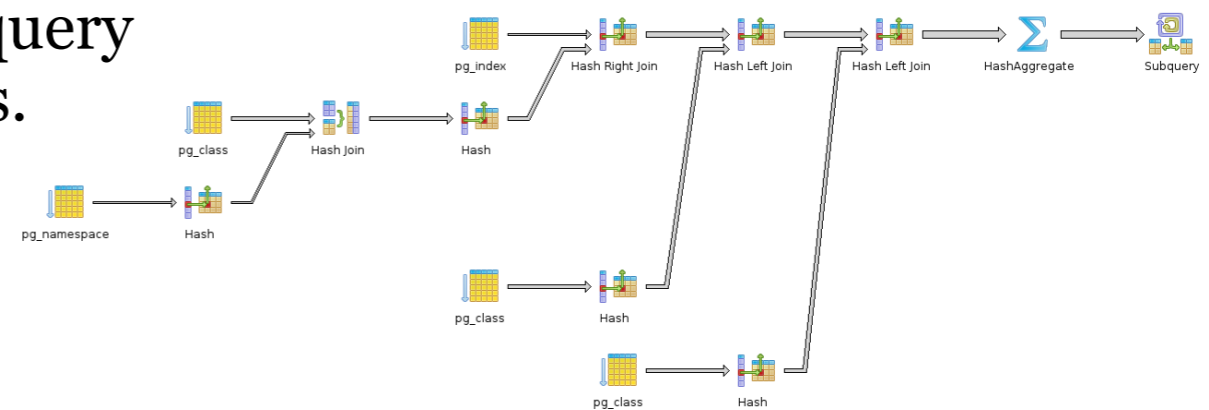 query
s.
pg_index
Hash Right Join
Hash Left Join
Hash Left Join
HashAggregate
Subquery
pg_class
Hash Join
Hash
pg_namespace
Hash
pg_class
Hash
pg_class
Hash